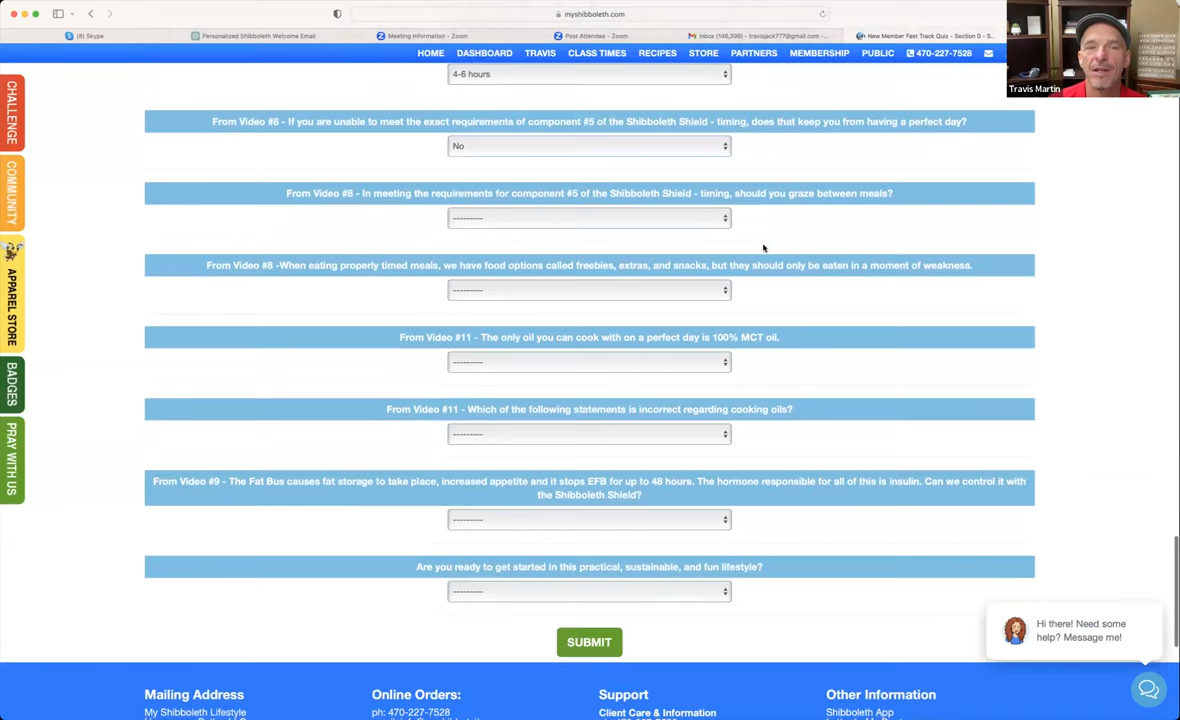 myshibboleth.com
(8) Skype
Personalized Shibboleth Welcome Email
Meeting Information - Zoom
Post Attendee - Zoom
Inbox (146,398) - travisjack777@gmail.com -...
New Member Fast Track Quiz - Section 0 - S...
HOME DASHBOARD TRAVIS CLASS TIMES RECIPES STORE PARTNERS MEMBERSHIP PUBLIC 470-227-7528
Travis Martin
4-6 hours
From Video #8 - If you are unable to meet the exact requirements of component #5 of the Shibboleth Shield - timing, does that keep you from having a perfect day?
No
From Video #8 - In meeting the requirements for component #5 of the Shibboleth Shield - timing, should you graze between meals?
---------
From Video #8 -When eating properly timed meals, we have food options called freebies, extras, and snacks, but they should only be eaten in a moment of weakness.
---------
From Video #11 - The only oil you can cook with on a perfect day is 100% MCT oil.
---------
From Video #11 - Which of the following statements is incorrect regarding cooking oils?
---------
From Video #9 - The Fat Bus causes fat storage to take place, increased appetite and it stops EFB for up to 48 hours. The hormone responsible for all of this is insulin. Can we control it with
the Shibboleth Shield?
---------
Are you ready to get started in this practical, sustainable, and fun lifestyle?
---------
SUBMIT
CHALLENGE
COMMUNITY
APPAREL STORE
BADGES
PRAY WITH US
Hi there! Need some
help? Message me!
Mailing Address
My Shibboleth Lifestyle
Online Orders:
ph: 470-227-7528
Support
Client Care & Information
Other Information
Shibboleth App